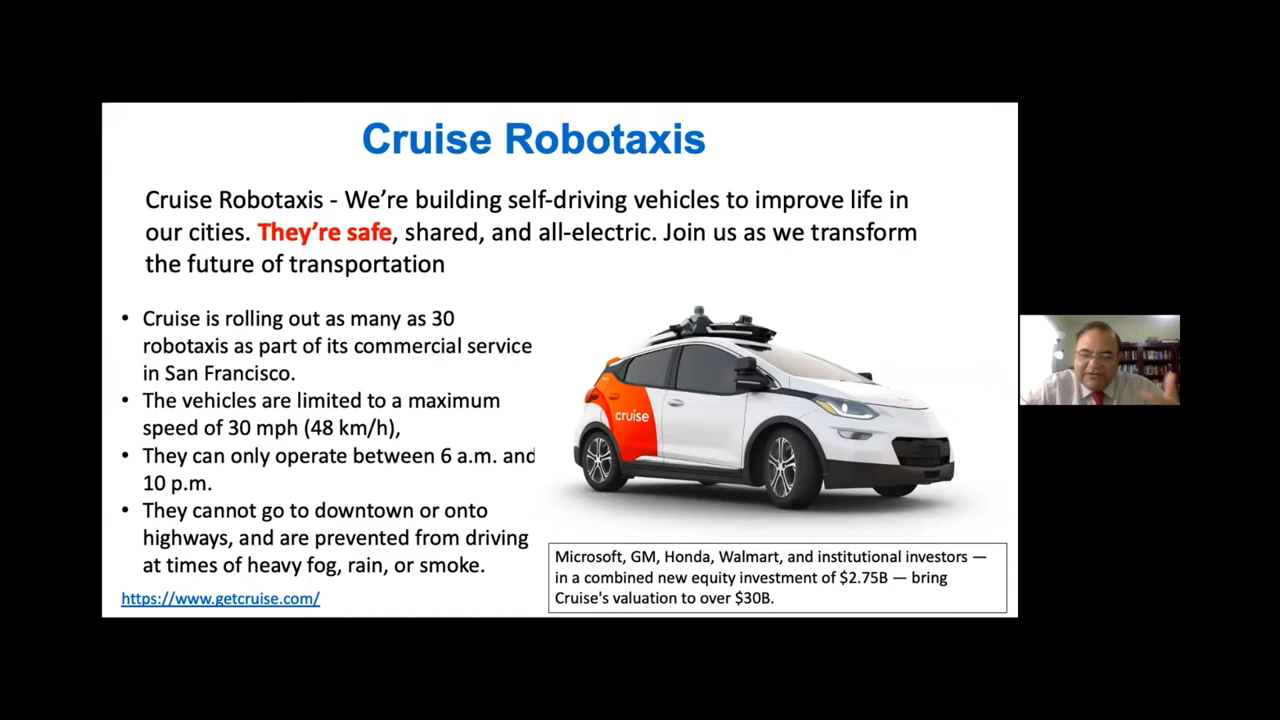 Cruise Robotaxis
Cruise Robotaxis - We’re building self-driving vehicles to improve life in
our cities. They’re safe, shared, and all-electric. Join us as we transform
the future of transportation
• Cruise is rolling out as many as 30
robotaxis as part of its commercial service
in San Francisco.
• The vehicles are limited to a maximum
speed of 30 mph (48 km/h),
• They can only operate between 6 a.m. and
10 p.m.
• They cannot go to downtown or onto
highways, and are prevented from driving
at times of heavy fog, rain, or smoke.
https://www.getcruise.com/
cruise
Microsoft, GM, Honda, Walmart, and institutional investors —
in a combined new equity investment of $2.75B — bring
Cruise's valuation to over $30B.